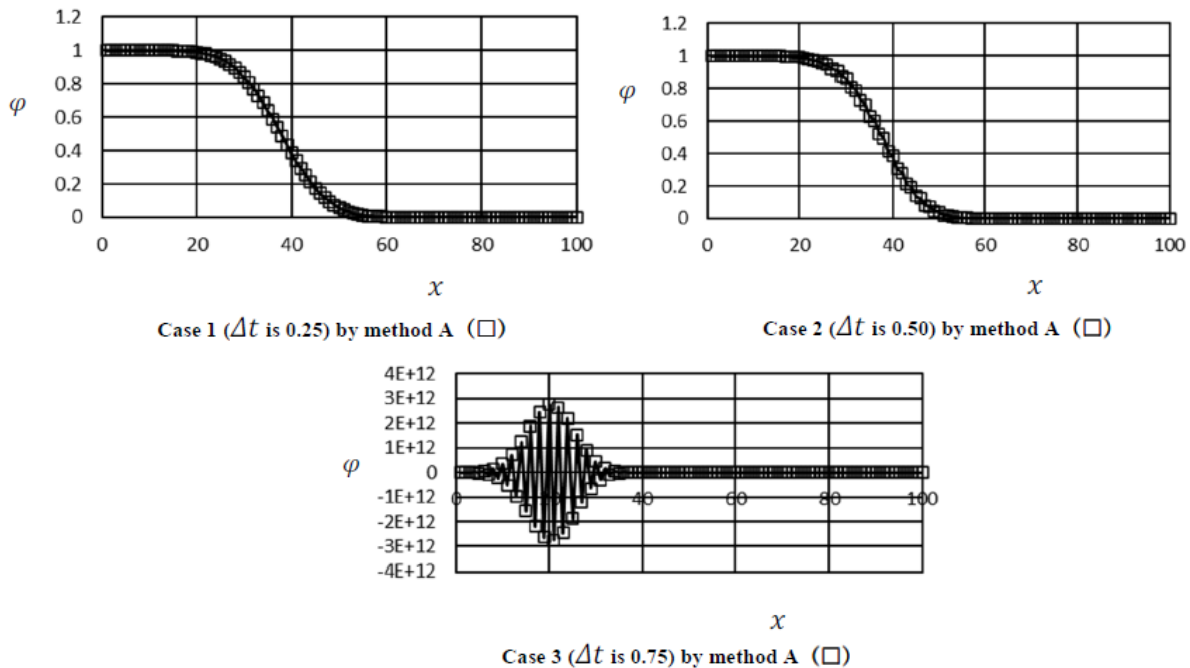 1.2
1
0.8
0.6
0.4
0.2
0
φ
0 20 40 60 80 100
x
Case 1 (Δt is 0.25) by method A (□)
1.2
1
0.8
0.6
0.4
0.2
0
φ
0 20 40 60 80 100
x
Case 2 (Δt is 0.50) by method A (□)
4E+12
3E+12
2E+12
1E+12
0
-1E+12
-2E+12
-3E+12
-4E+12
φ
0 20 40 60 80 100
x
Case 3 (Δt is 0.75) by method A (□)